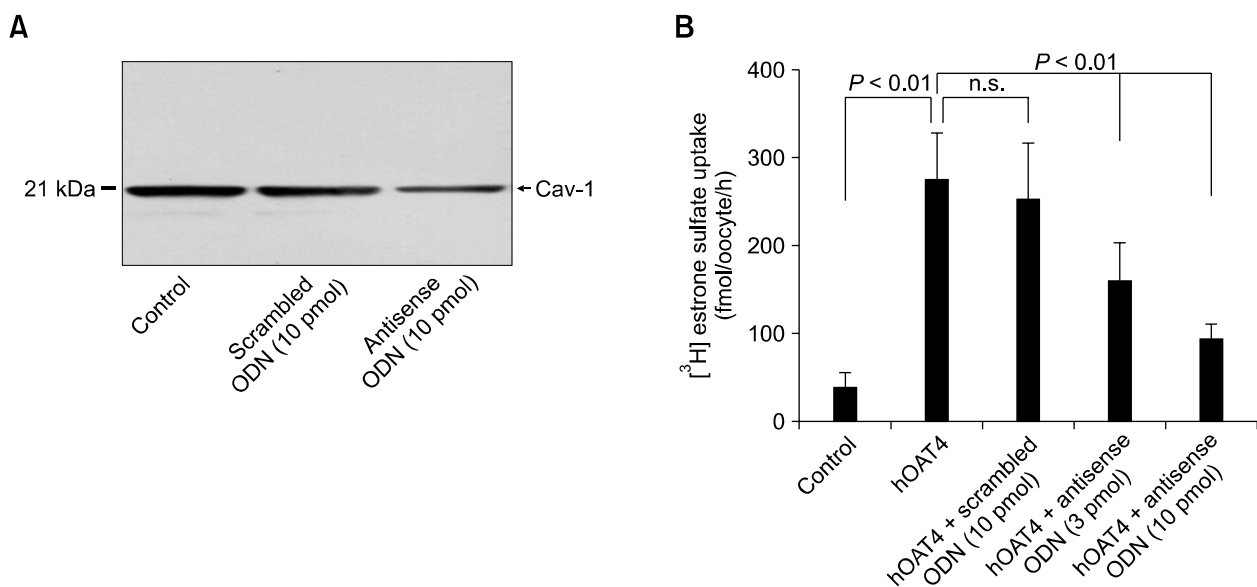 A
21 kDa
Cav-1
Control
Scrambled
ODN (10 pmol)
Antisense
ODN (10 pmol)
B
[³H] estrone sulfate uptake
(fmol/oocyte/h)
400
300
200
100
0
P < 0.01
n.s.
P < 0.01
Control
hOAT4
hOAT4 + scrambled
ODN (10 pmol)
hOAT4 + antisense
ODN (3 pmol)
hOAT4 + antisense
ODN (10 pmol)